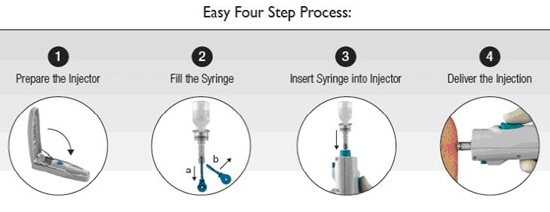 Easy Four Step Process:
1
Prepare the Injector
2
Fill the Syringe
a
b
3
Insert Syringe into Injector
4
Deliver the Injection